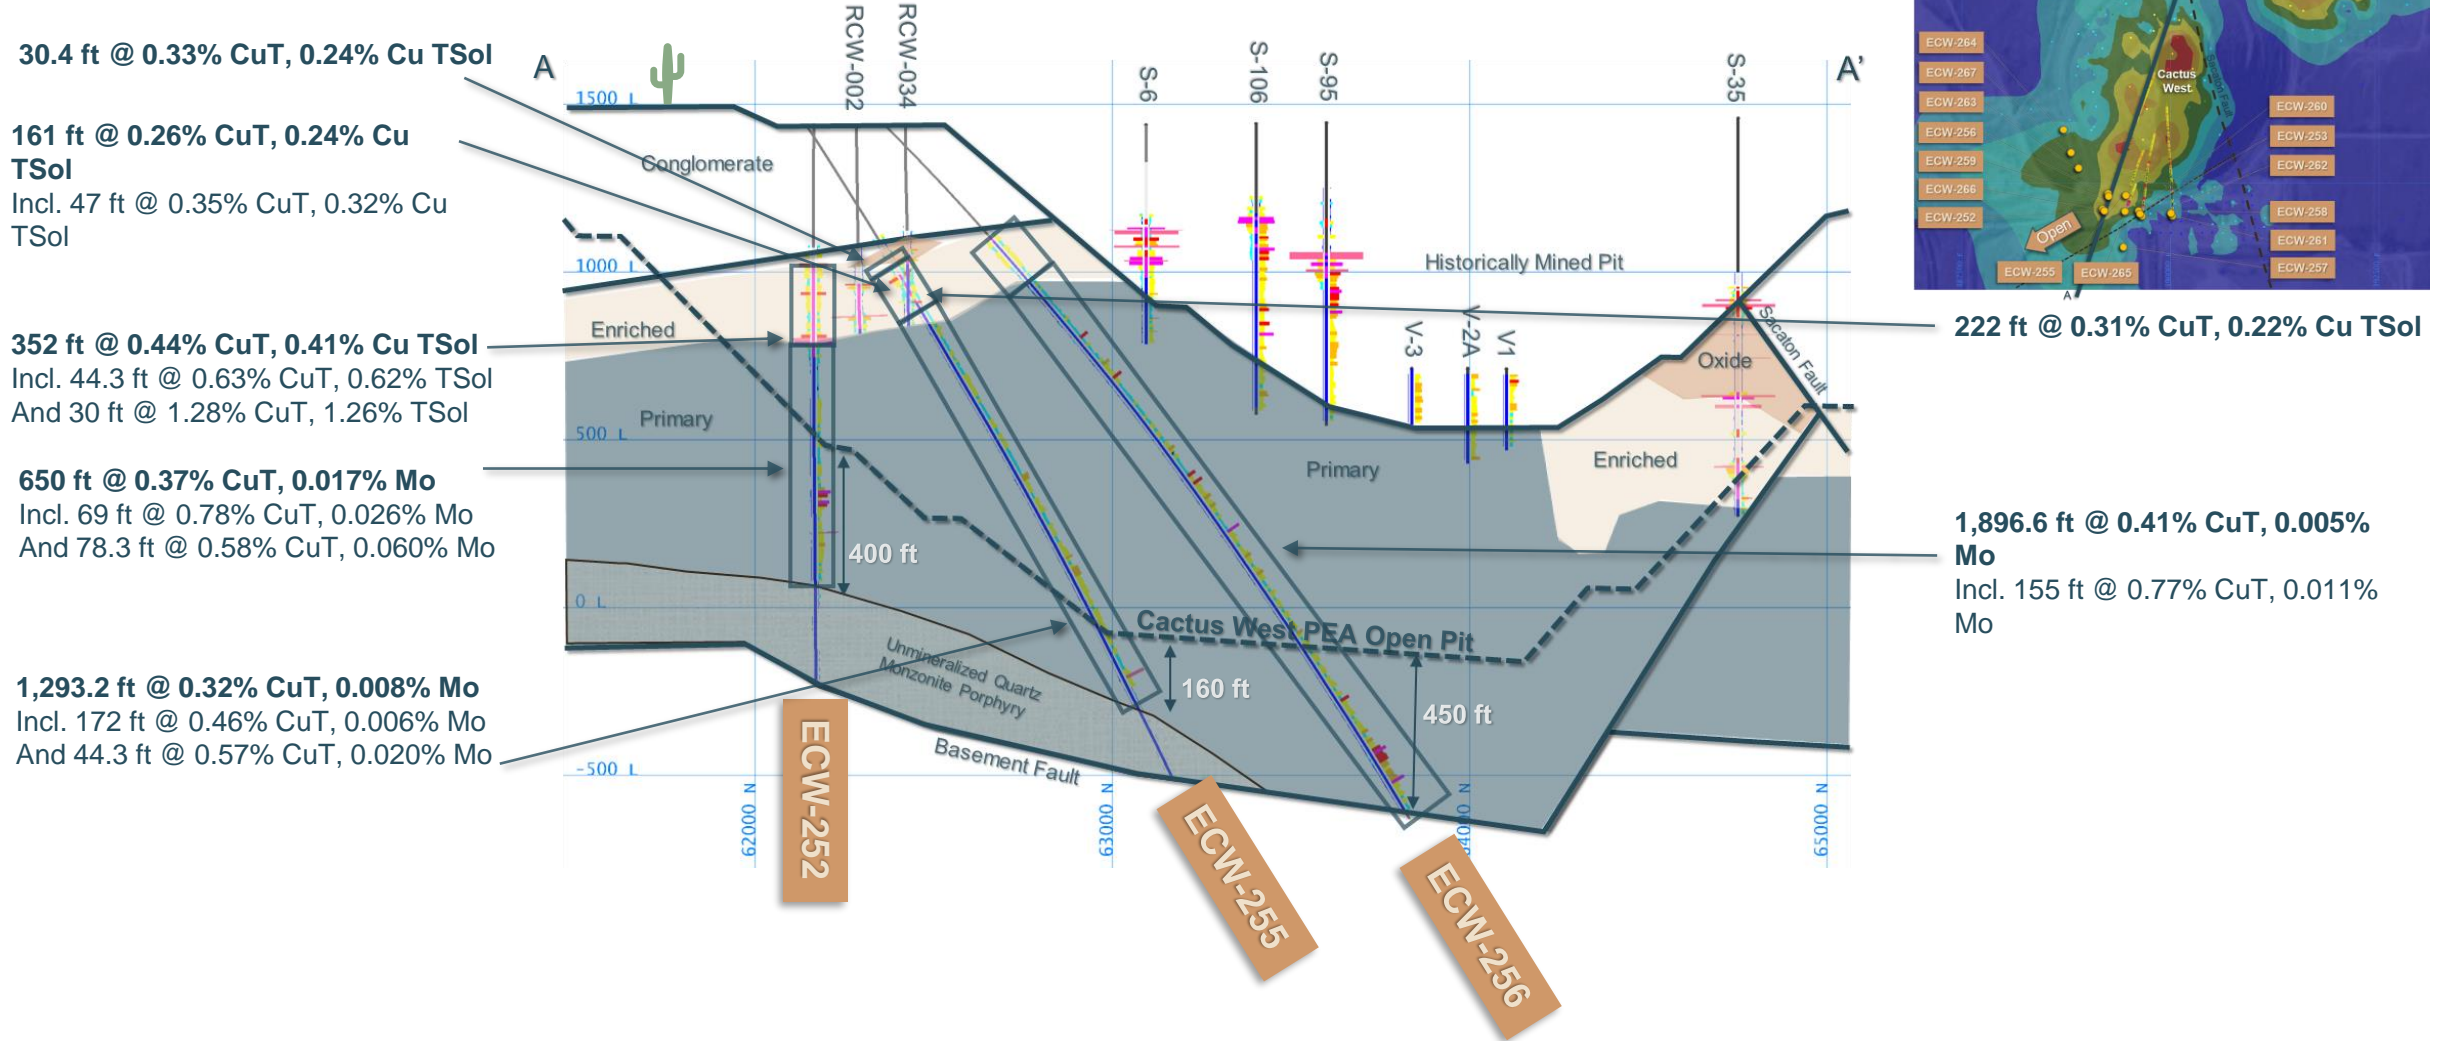 30.4 ft @ 0.33% CuT, 0.24% Cu TSol
161 ft @ 0.26% CuT, 0.24% Cu
TSol
Incl. 47 ft @ 0.35% CuT, 0.32% Cu
TSol
352 ft @ 0.44% CuT, 0.41% Cu TSol
Incl. 44.3 ft @ 0.63% CuT, 0.62% TSol
And 30 ft @ 1.28% CuT, 1.26% TSol
650 ft @ 0.37% CuT, 0.017% Mo
Incl. 69 ft @ 0.78% CuT, 0.026% Mo
And 78.3 ft @ 0.58% CuT, 0.060% Mo
1,293.2 ft @ 0.32% CuT, 0.008% Mo
Incl. 172 ft @ 0.46% CuT, 0.006% Mo
And 44.3 ft @ 0.57% CuT, 0.020% Mo
A
A'
RCW-002
RCW-034
S-6
S-106
S-95
S-35
1500 L
1000 L
500 L
0 L
-500 L
Conglomerate
Enriched
Primary
Historically Mined Pit
V-3
V-2A
V1
Oxide
Sacaton Fault
Enriched
Primary
400 ft
Cactus West PEA Open Pit
160 ft
450 ft
Unmineralized Quartz
Monzonite Porphyry
Basement Fault
62000 N
63000 N
64000 N
65000 N
ECW-252
ECW-255
ECW-256
ECW-264
ECW-267
ECW-263
ECW-256
ECW-259
ECW-266
ECW-252
ECW-255
ECW-265
Open
Cactus
West
Sacaton Fault
ECW-260
ECW-253
ECW-262
ECW-258
ECW-261
ECW-257
A
222 ft @ 0.31% CuT, 0.22% Cu TSol
1,896.6 ft @ 0.41% CuT, 0.005%
Mo
Incl. 155 ft @ 0.77% CuT, 0.011%
Mo